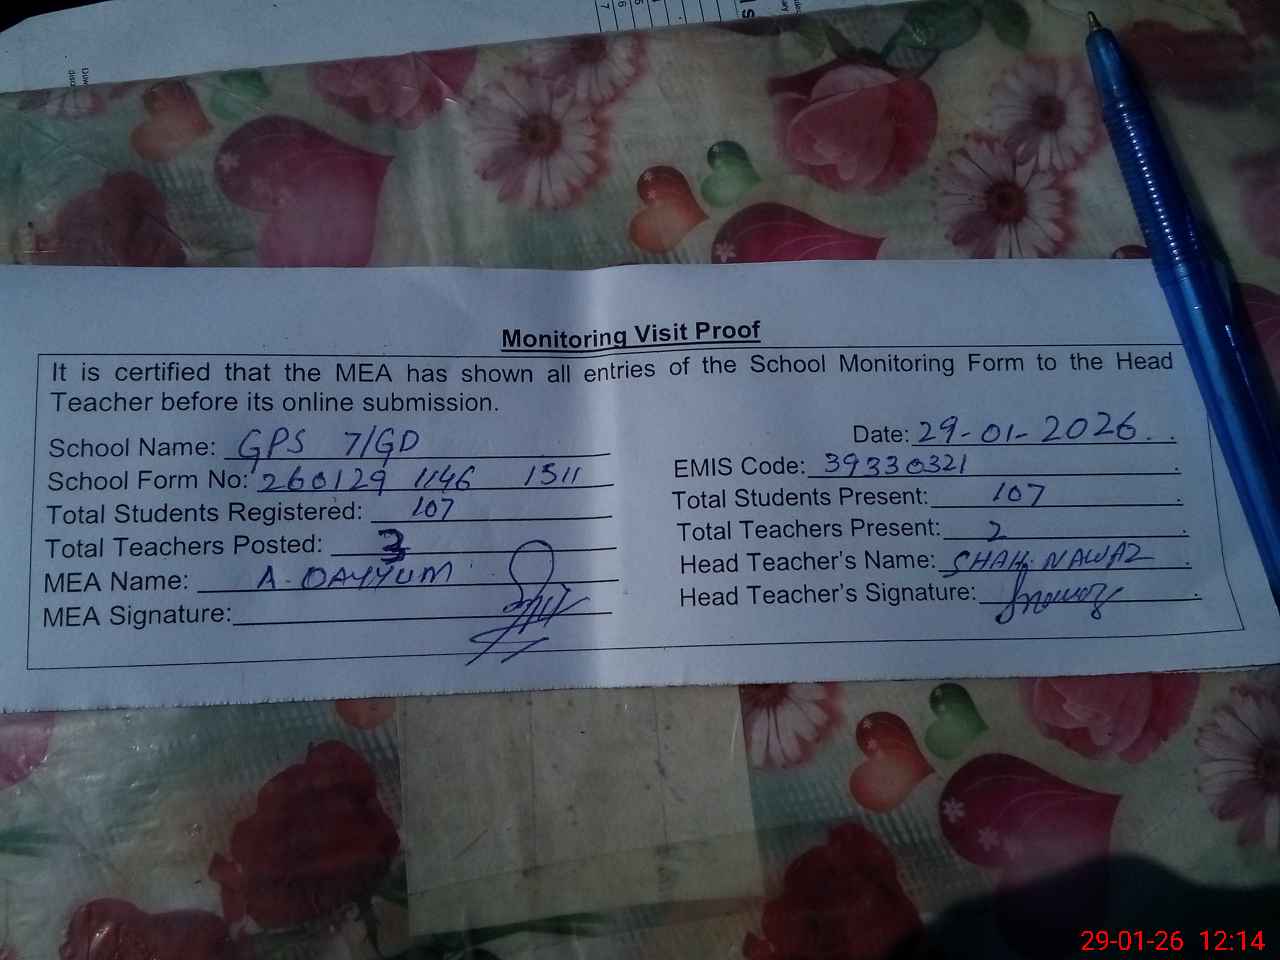 Monitoring Visit Proof
It is certified that the MEA has shown all entries of the School Monitoring Form to the Head
Teacher before its online submission.
School Name: GPS 7/GD
Date: 29-01-2026
School Form No: 260129 1146 1511
EMIS Code: 39330321
Total Students Registered: 107
Total Students Present: 107
Total Teachers Posted: 3
Total Teachers Present: 2
MEA Name: A. QAYYUM
Head Teacher's Name: SHAH NAWAZ
MEA Signature:
Head Teacher's Signature: Snawaz
29-01-26 12:14